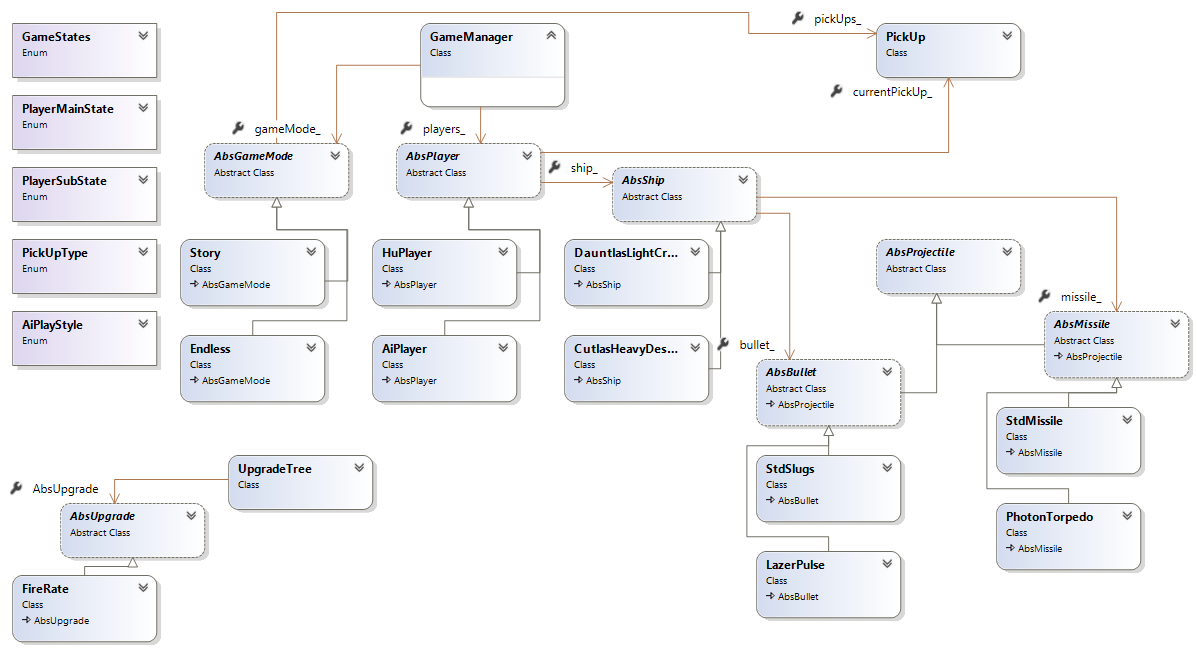 GameStates
Enum
PlayerMainState
Enum
PlayerSubState
Enum
PickUpType
Enum
AiPlayStyle
Enum
GameManager
Class
pickUps_
PickUp
Class
currentPickUp_
gameMode_
AbsGameMode
Abstract Class
players_
AbsPlayer
Abstract Class
ship_
AbsShip
Abstract Class
Story
Class
AbsGameMode
HuPlayer
Class
AbsPlayer
DauntlasLightCr...
Class
AbsShip
AbsProjectile
Abstract Class
missile_
AbsMissile
Abstract Class
AbsProjectile
Endless
Class
AbsGameMode
AiPlayer
Class
AbsPlayer
CutlasHeavyDes...
Class
AbsShip
bullet_
AbsBullet
Abstract Class
AbsProjectile
StdMissile
Class
AbsMissile
UpgradeTree
Class
StdSlugs
Class
AbsBullet
AbsUpgrade
AbsUpgrade
Abstract Class
PhotonTorpedo
Class
AbsMissile
LazerPulse
Class
AbsBullet
FireRate
Class
AbsUpgrade